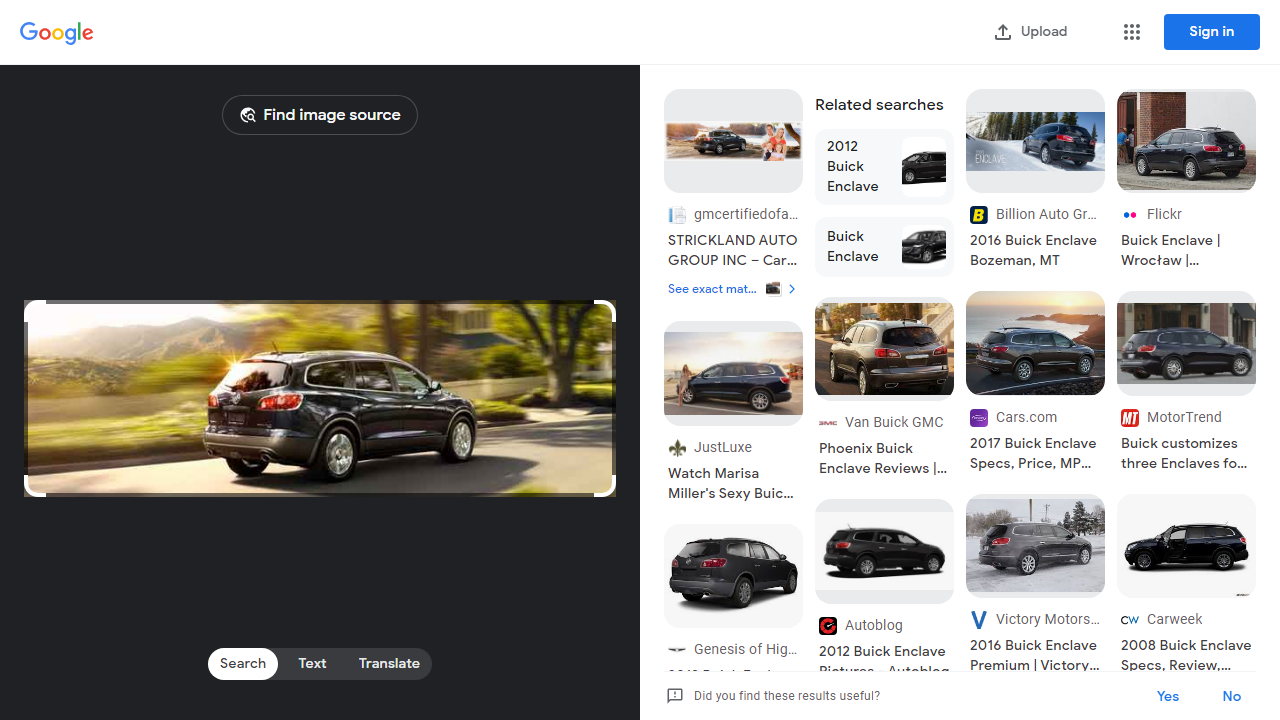 Google
Upload
Sign in
Find image source
Search
Text
Translate
gmcertifiedofa...
STRICKLAND AUTO
GROUP INC – Car...
See exact mat...
JustLuxe
Watch Marisa
Miller's Sexy Buic...
Genesis of Hig...
Related searches
2012
Buick
Enclave
Buick
Enclave
Van Buick GMC
Phoenix Buick
Enclave Reviews |...
Autoblog
2012 Buick Enclave
Pictures - Autoblog
ENCLAVE
Billion Auto Gr...
2016 Buick Enclave
Bozeman, MT
Cars.com
2017 Buick Enclave
Specs, Price, MP...
Victory Motors...
2016 Buick Enclave
Premium | Victory...
Flickr
Buick Enclave |
Wrocław |...
MT
MotorTrend
Buick customizes
three Enclaves fo...
CW
Carweek
2008 Buick Enclave
Specs, Review,...
Did you find these results useful?
Yes
No